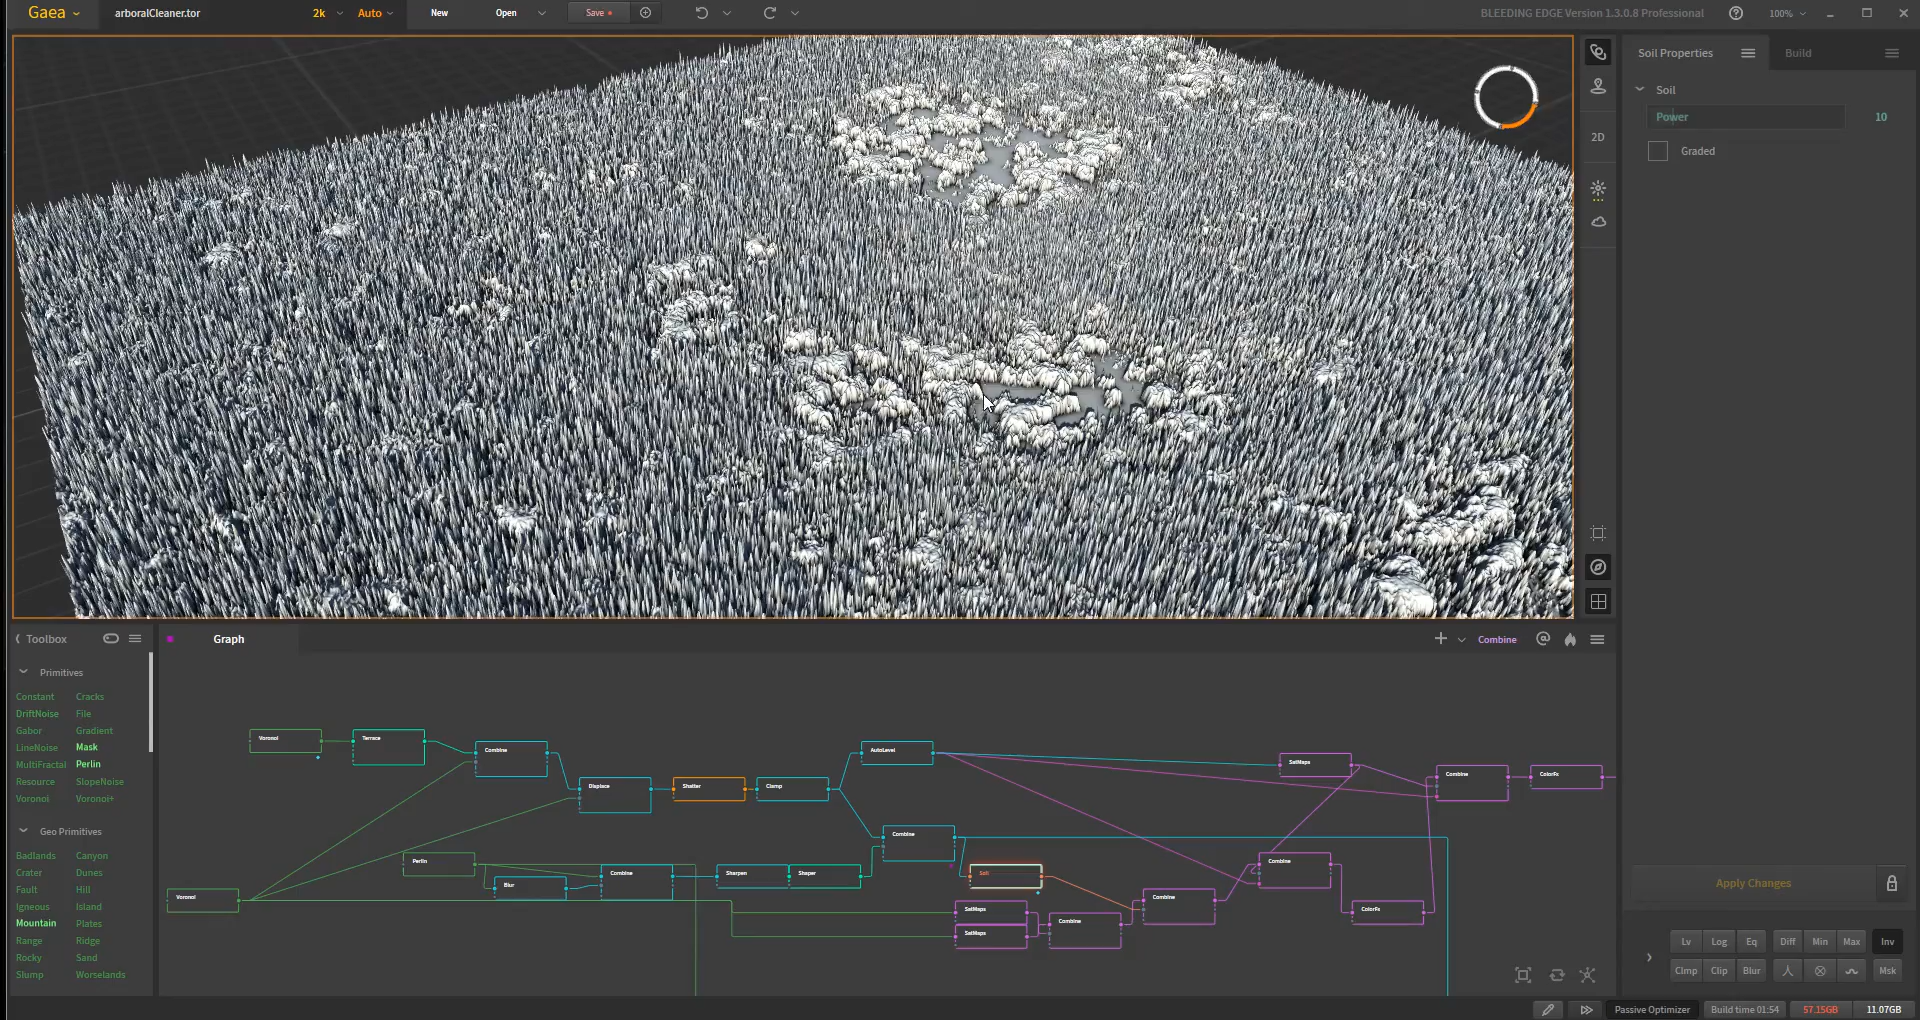 Gaea
arboralCleaner.tor
2k
Auto
New
Open
Save
BLEEDING EDGE Version 1.3.0.8 Professional
100%
Soil Properties
Build
Soil
Power
10
Graded
2D
Toolbox
Graph
Combine
Primitives
Constant Cracks
DriftNoise File
Gabor Gradient
LineNoise Mask
MultiFractal Perlin
Resource SlopeNoise
Voronoi Voronoi+
Geo Primitives
Badlands Canyon
Crater Dunes
Fault Hill
Igneous Island
Mountain Plates
Range Ridge
Rocky Sand
Slump Worselands
Voronoi
Terrace
Combine
AutoLevel
SatMaps
Displace
Shatter
Clamp
Combine
ColorFx
Combine
Perlin
Blur
Combine
Sharpen
Shaper
Soil
Combine
Voronoi
SatMaps
SatMaps
Combine
Combine
ColorFx
Apply Changes
Lv Log Eq Diff Min Max Inv
Clmp Clip Blur Msk
Passive Optimizer
Build time 01:54
57.15GB
11.07GB